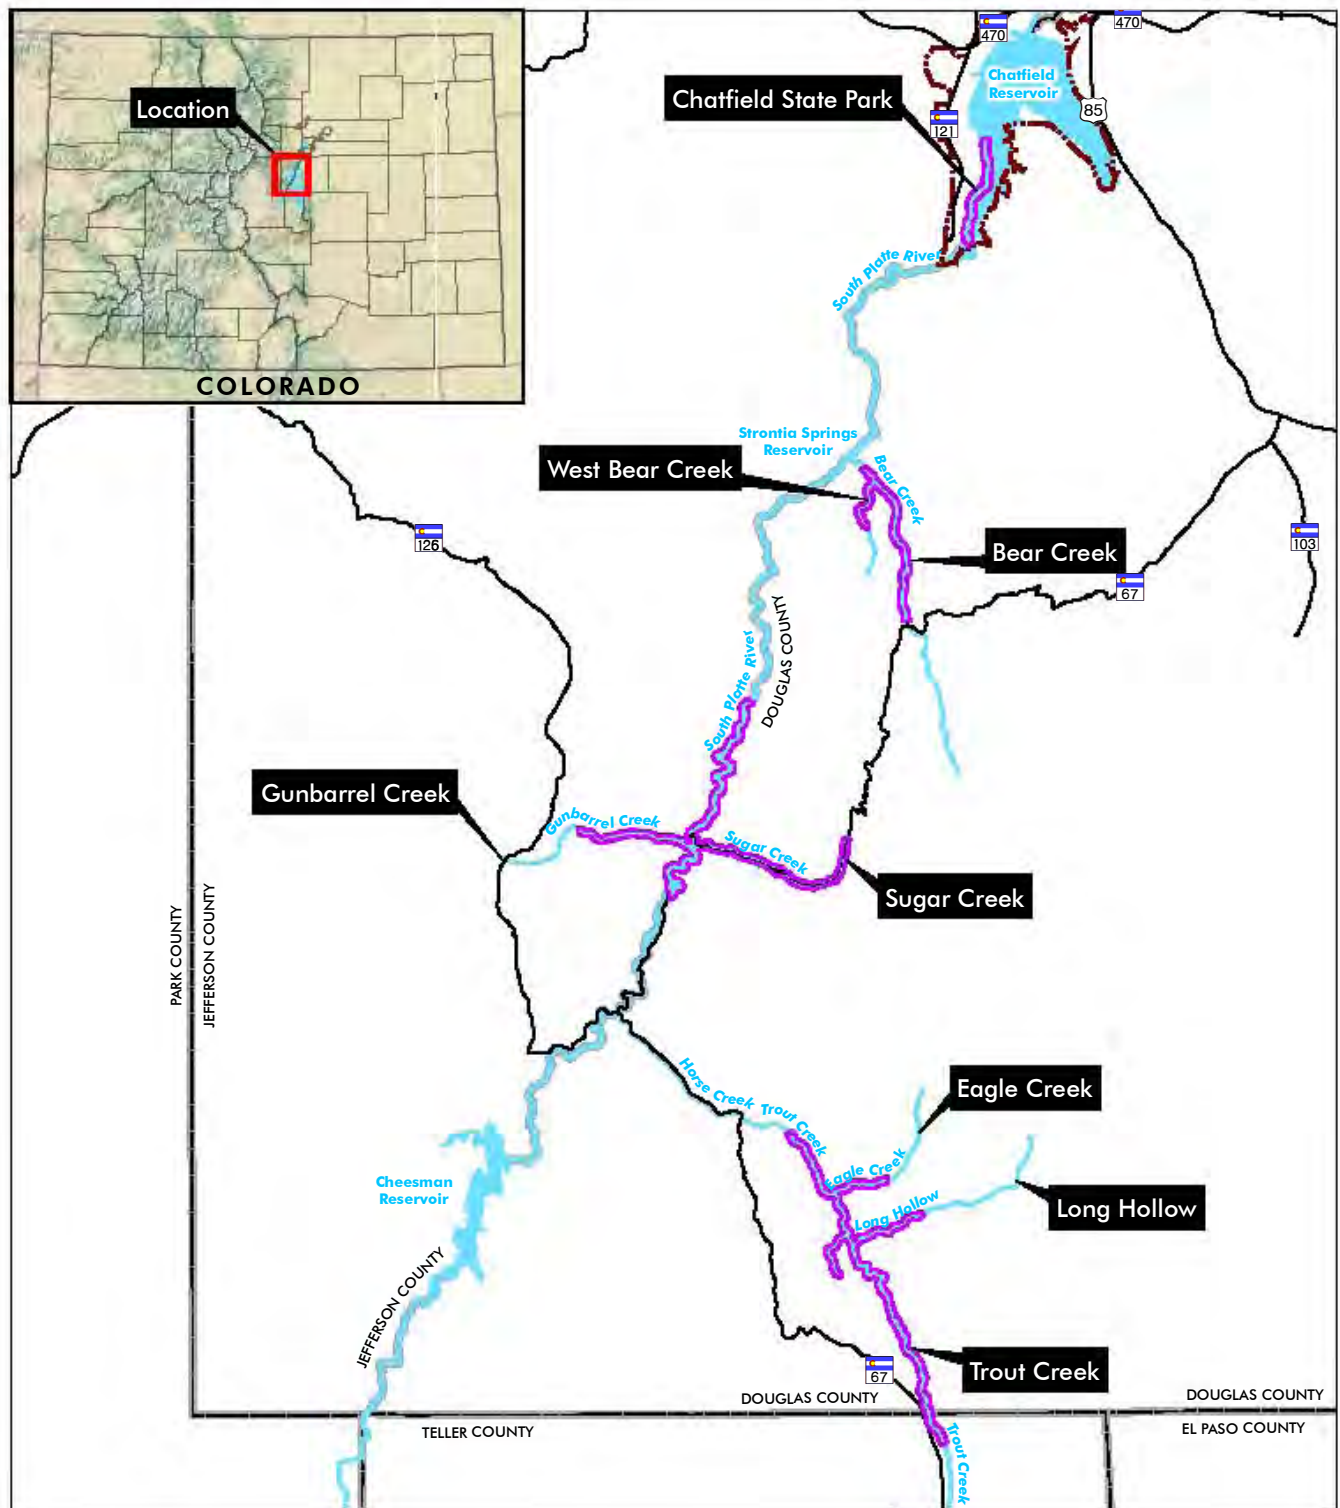 470
470
Chatfield
Reservoir
Chatfield State Park
85
Location
121
South Platte River
COLORADO
Strontia Springs
Reservoir
West Bear Creek
Bear Creek
126
103
Bear Creek
67
DOUGLAS COUNTY
South Platte River
Gunbarrel Creek
Gunbarrel Creek
Sugar Creek
Sugar Creek
PARK COUNTY
JEFFERSON COUNTY
Horse Creek
Trout Creek
Eagle Creek
Eagle Creek
Cheesman
Reservoir
Long Hollow
Long Hollow
JEFFERSON COUNTY
Trout Creek
67
DOUGLAS COUNTY
DOUGLAS COUNTY
TELLER COUNTY
EL PASO COUNTY
Trout Creek